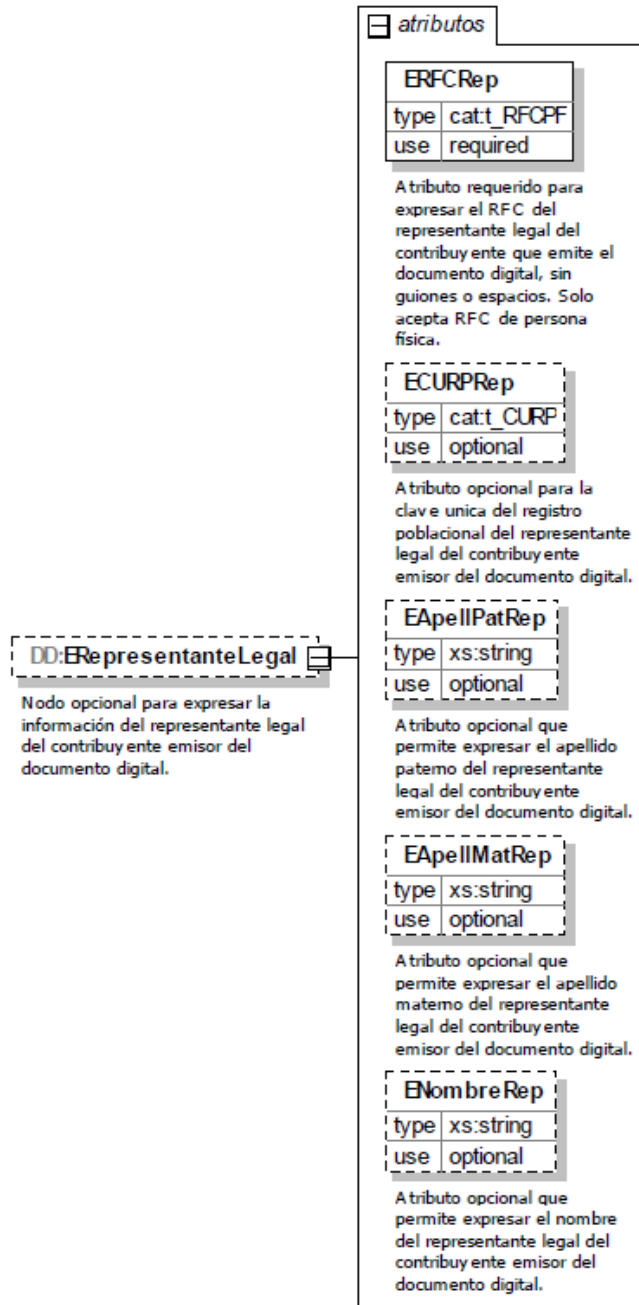 atributos
ERFCRep
type cat:t_RFCPF
use required
Atributo requerido para
expresar el RFC del
representante legal del
contribuyente que emite el
documento digital, sin
guiones o espacios. Solo
acepta RFC de persona
física.
ECURPRep
type cat:t_CURP
use optional
Atributo opcional para la
clave unica del registro
poblacional del representante
legal del contribuyente
emisor del documento digital.
DD:ERepresentanteLegal
Nodo opcional para expresar la
información del representante legal
del contribuyente emisor del
documento digital.
EApellPatRep
type xs:string
use optional
Atributo opcional que
permite expresar el apellido
paterno del representante
legal del contribuyente
emisor del documento digital.
EApellMatRep
type xs:string
use optional
Atributo opcional que
permite expresar el apellido
materno del representante
legal del contribuyente
emisor del documento digital.
ENombreRep
type xs:string
use optional
Atributo opcional que
permite expresar el nombre
del representante legal del
contribuyente emisor del
documento digital.